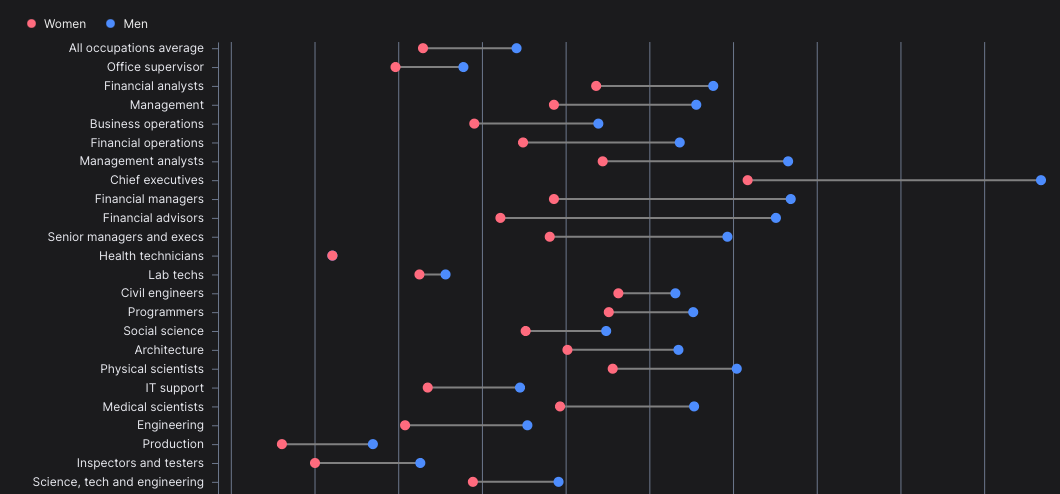 Women Men
All occupations average
Office supervisor
Financial analysts
Management
Business operations
Financial operations
Management analysts
Chief executives
Financial managers
Financial advisors
Senior managers and execs
Health technicians
Lab techs
Civil engineers
Programmers
Social science
Architecture
Physical scientists
IT support
Medical scientists
Engineering
Production
Inspectors and testers
Science, tech and engineering